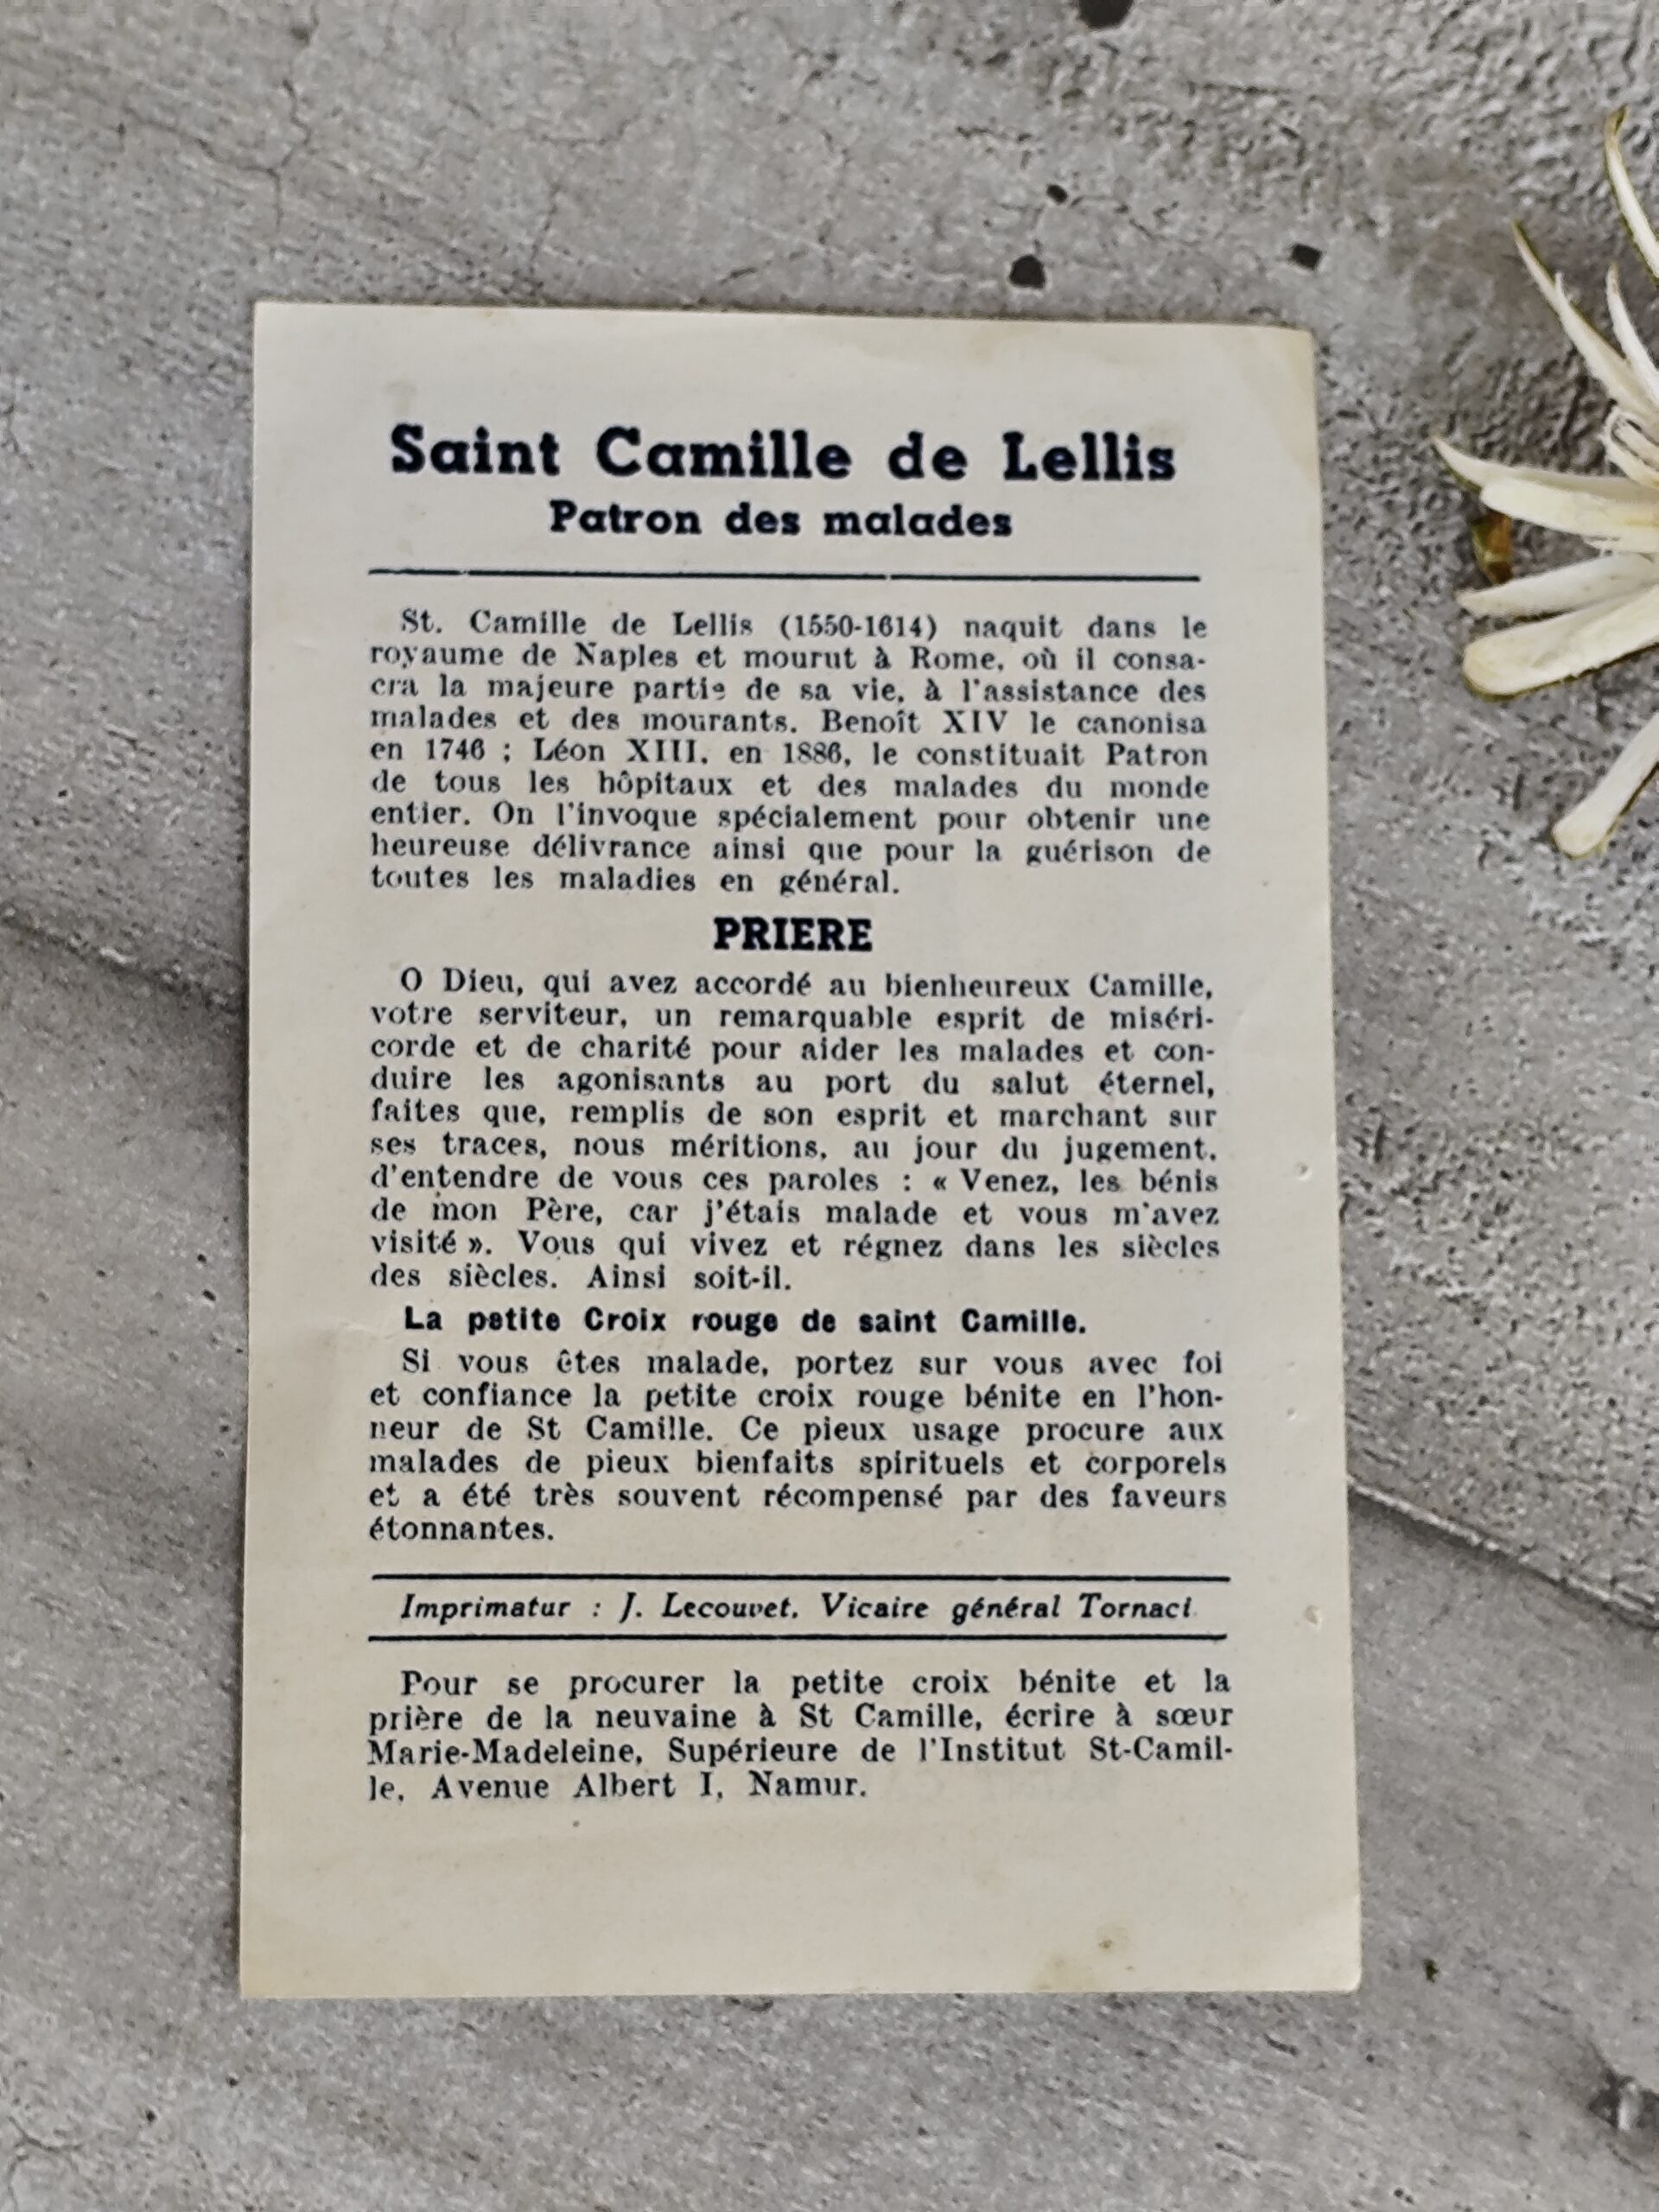 Saint Camille de Lellis
Patron des malades
St. Camille de Lellis (1550-1614) naquit dans le
royaume de Naples et mourut à Rome, où il consa-
cra la majeure partie de sa vie, à l'assistance des
malades et des mourants. Benoît XIV le canonisa
en 1746 ; Léon XIII, en 1886, le constituait Patron
de tous les hôpitaux et des malades du monde
entier. On l'invoque spécialement pour obtenir une
heureuse délivrance ainsi que pour la guérison de
toutes les maladies en général.
PRIERE
O Dieu, qui avez accordé au bienheureux Camille,
votre serviteur, un remarquable esprit de miséri-
corde et de charité pour aider les malades et con-
duire les agonisants au port du salut éternel,
faites que, remplis de son esprit et marchant sur
ses traces, nous méritions, au jour du jugement,
d'entendre de vous ces paroles : « Venez, les bénis
de mon Père, car j'étais malade et vous m'avez
visité ». Vous qui vivez et régnez dans les siècles
des siècles. Ainsi soit-il.
La petite Croix rouge de saint Camille.
Si vous êtes malade, portez sur vous avec foi
et confiance la petite croix rouge bénite en l'hon-
neur de St Camille. Ce pieux usage procure aux
malades de pieux bienfaits spirituels et corporels
et a été très souvent récompensé par des faveurs
étonnantes.
Imprimatur : J. Lecouvet, Vicaire général Tornaci
Pour se procurer la petite croix bénite et la
prière de la neuvaine à St Camille, écrire à sœur
Marie-Madeleine, Supérieure de l'Institut St-Camil-
le, Avenue Albert I, Namur.